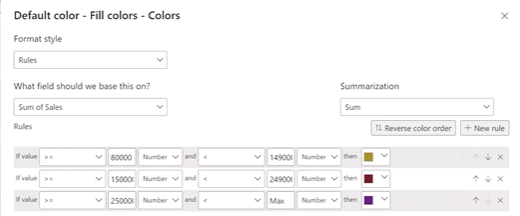 Default color - Fill colors - Colors
Format style
Rules
What field should we base this on?
Summarization
Sum of Sales
Sum
Rules
Reverse color order
+ New rule
If value >= 80000 Number and < 14900 Number then
If value >= 15000 Number and < 24900 Number then
If value >= 25000 Number and < Max Number then